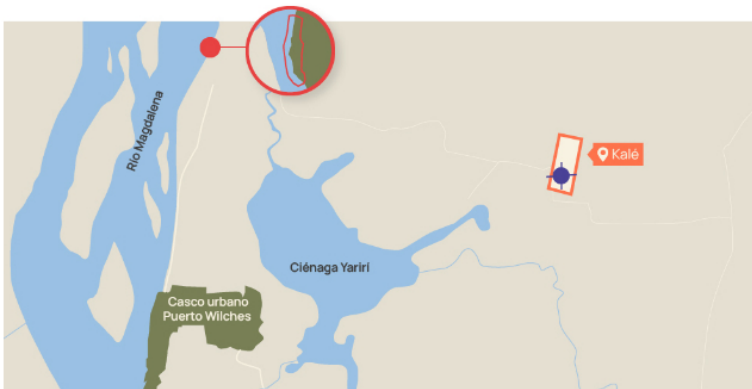 Río Magdalena
Kalé
Ciénaga Yariri
Casco urbano
Puerto Wilches